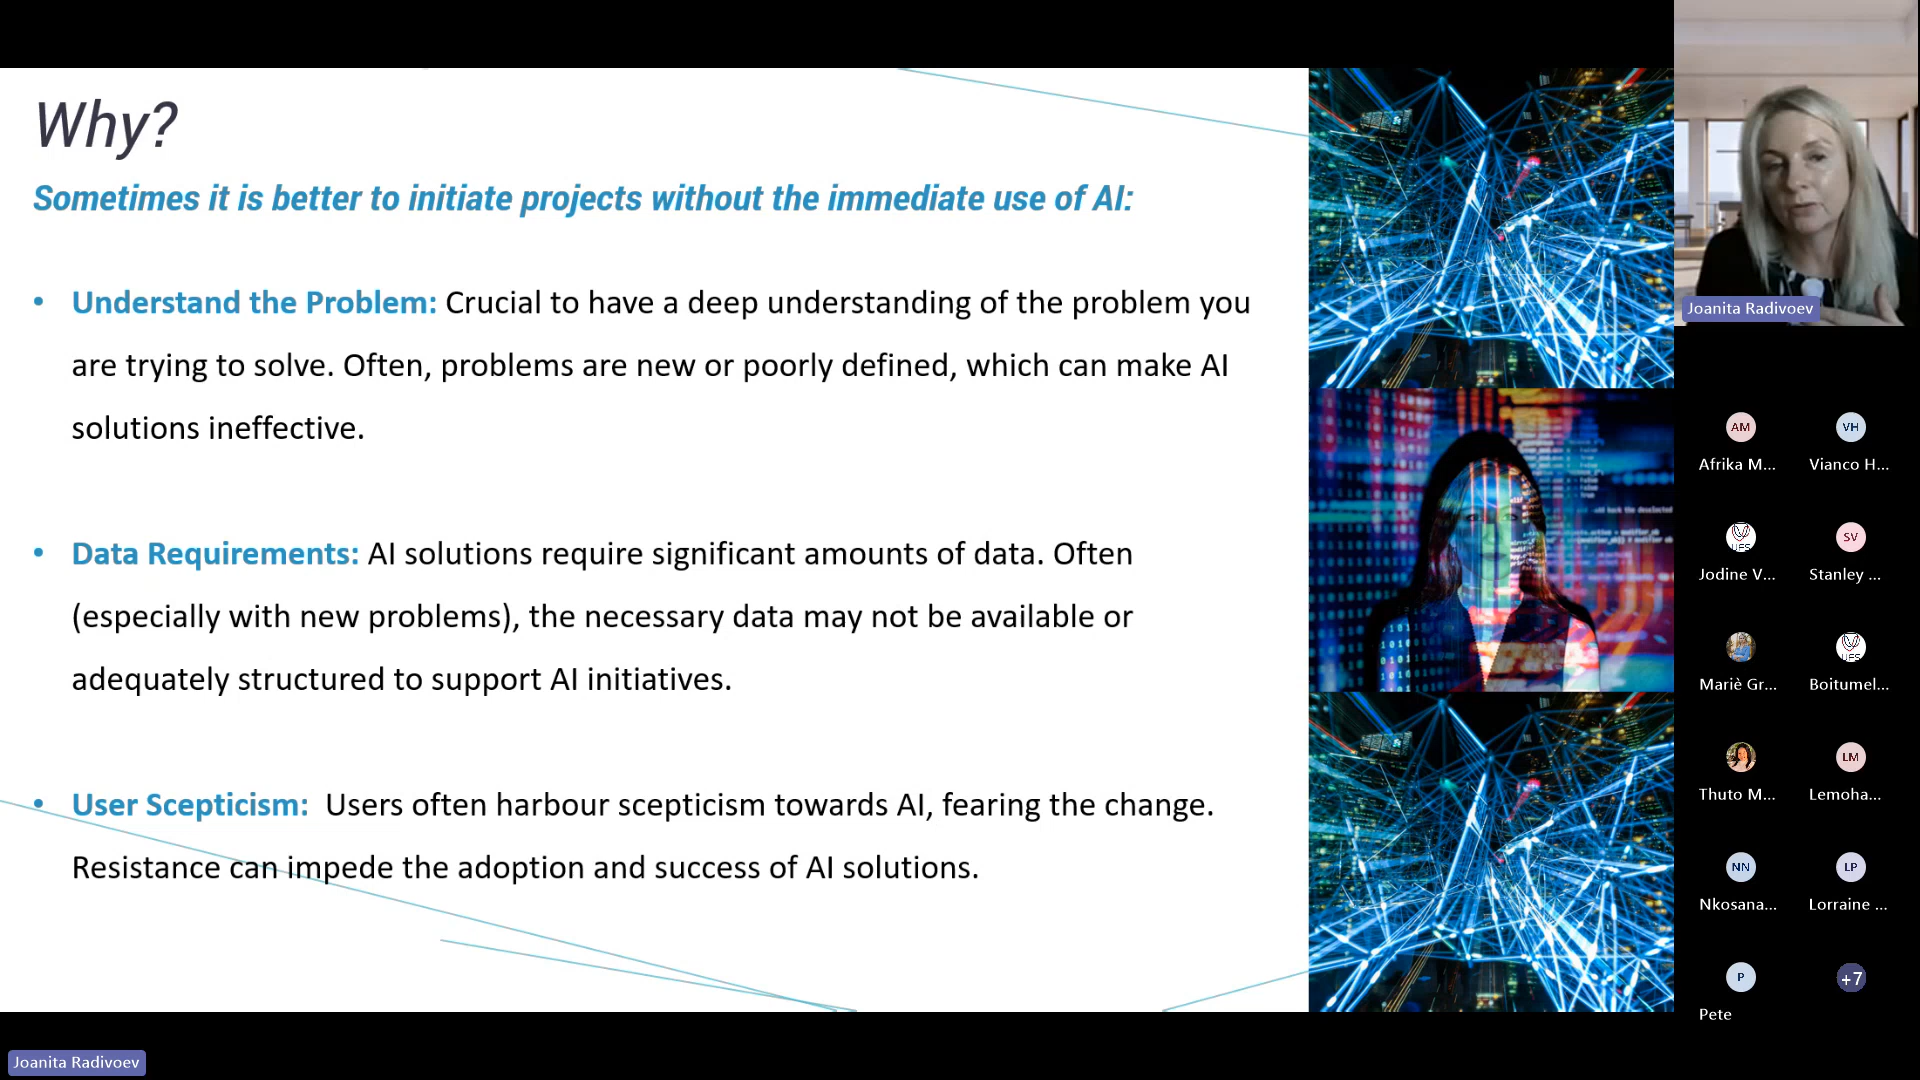 Why?
Sometimes it is better to initiate projects without the immediate use of AI:
• Understand the Problem: Crucial to have a deep understanding of the problem you
are trying to solve. Often, problems are new or poorly defined, which can make AI
solutions ineffective.
• Data Requirements: AI solutions require significant amounts of data. Often
(especially with new problems), the necessary data may not be available or
adequately structured to support AI initiatives.
• User Scepticism: Users often harbour scepticism towards AI, fearing the change.
Resistance can impede the adoption and success of AI solutions.
Joanita Radivoev
Joanita Radivoev
AM
VH
Afrika M...
Vianco H...
UFS
SV
Jodine V...
Stanley ...
UFS
Mariè Gr...
Boitumel...
LM
Thuto M...
Lemoha...
NN
LP
Nkosana...
Lorraine ...
P
+7
Pete